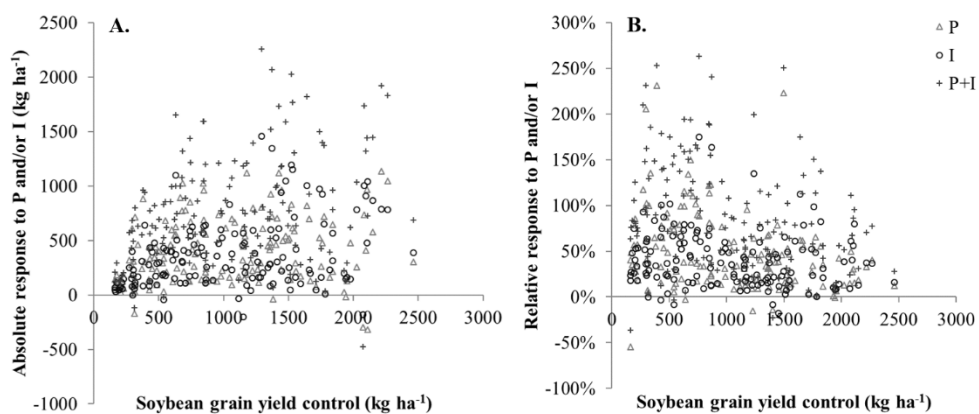 A.
Absolute response to P and/or I (kg ha⁻¹)
2500
2000
1500
1000
500
0
-500
-1000
0 500 1000 1500 2000 2500 3000
Soybean grain yield control (kg ha⁻¹)
B.
Relative response to P and/or I
300%
250%
200%
150%
100%
50%
0%
-50%
-100%
0 500 1000 1500 2000 2500 3000
Soybean grain yield control (kg ha⁻¹)
P
I
P+I